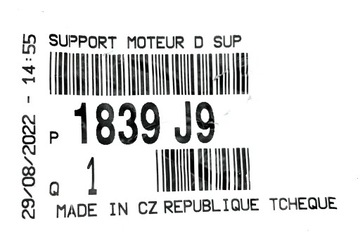 SUPPORT MOTEUR D SUP
P 1839 J9
Q 1
MADE IN CZ REPUBLIQUE TCHEQUE
29/08/2022 - 14:55